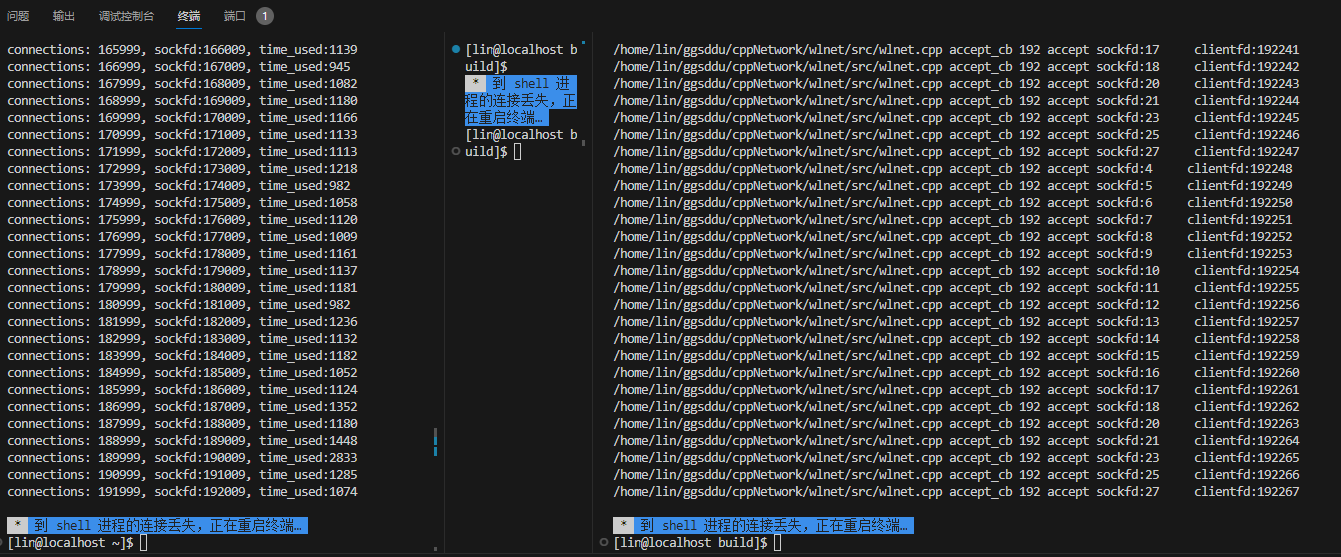 问题 输出 调试控制台 终端 端口 1
connections: 165999, sockfd:166009, time_used:1139
connections: 166999, sockfd:167009, time_used:945
connections: 167999, sockfd:168009, time_used:1082
connections: 168999, sockfd:169009, time_used:1180
connections: 169999, sockfd:170009, time_used:1166
connections: 170999, sockfd:171009, time_used:1133
connections: 171999, sockfd:172009, time_used:1113
connections: 172999, sockfd:173009, time_used:1218
connections: 173999, sockfd:174009, time_used:982
connections: 174999, sockfd:175009, time_used:1058
connections: 175999, sockfd:176009, time_used:1120
connections: 176999, sockfd:177009, time_used:1009
connections: 177999, sockfd:178009, time_used:1161
connections: 178999, sockfd:179009, time_used:1137
connections: 179999, sockfd:180009, time_used:1181
connections: 180999, sockfd:181009, time_used:982
connections: 181999, sockfd:182009, time_used:1236
connections: 182999, sockfd:183009, time_used:1132
connections: 183999, sockfd:184009, time_used:1182
connections: 184999, sockfd:185009, time_used:1052
connections: 185999, sockfd:186009, time_used:1124
connections: 186999, sockfd:187009, time_used:1352
connections: 187999, sockfd:188009, time_used:1180
connections: 188999, sockfd:189009, time_used:1448
connections: 189999, sockfd:190009, time_used:2833
connections: 190999, sockfd:191009, time_used:1285
connections: 191999, sockfd:192009, time_used:1074
* 到 shell 进程的连接丢失，正在重启终端…
[lin@localhost ~]$
[lin@localhost b
uild]$
* 到 shell 进
程的连接丢失，正
在重启终端…
[lin@localhost b
uild]$
/home/lin/ggsddu/cppNetwork/wlnet/src/wlnet.cpp accept_cb 192 accept sockfd:17 clientfd:192241
/home/lin/ggsddu/cppNetwork/wlnet/src/wlnet.cpp accept_cb 192 accept sockfd:18 clientfd:192242
/home/lin/ggsddu/cppNetwork/wlnet/src/wlnet.cpp accept_cb 192 accept sockfd:20 clientfd:192243
/home/lin/ggsddu/cppNetwork/wlnet/src/wlnet.cpp accept_cb 192 accept sockfd:21 clientfd:192244
/home/lin/ggsddu/cppNetwork/wlnet/src/wlnet.cpp accept_cb 192 accept sockfd:23 clientfd:192245
/home/lin/ggsddu/cppNetwork/wlnet/src/wlnet.cpp accept_cb 192 accept sockfd:25 clientfd:192246
/home/lin/ggsddu/cppNetwork/wlnet/src/wlnet.cpp accept_cb 192 accept sockfd:27 clientfd:192247
/home/lin/ggsddu/cppNetwork/wlnet/src/wlnet.cpp accept_cb 192 accept sockfd:4 clientfd:192248
/home/lin/ggsddu/cppNetwork/wlnet/src/wlnet.cpp accept_cb 192 accept sockfd:5 clientfd:192249
/home/lin/ggsddu/cppNetwork/wlnet/src/wlnet.cpp accept_cb 192 accept sockfd:6 clientfd:192250
/home/lin/ggsddu/cppNetwork/wlnet/src/wlnet.cpp accept_cb 192 accept sockfd:7 clientfd:192251
/home/lin/ggsddu/cppNetwork/wlnet/src/wlnet.cpp accept_cb 192 accept sockfd:8 clientfd:192252
/home/lin/ggsddu/cppNetwork/wlnet/src/wlnet.cpp accept_cb 192 accept sockfd:9 clientfd:192253
/home/lin/ggsddu/cppNetwork/wlnet/src/wlnet.cpp accept_cb 192 accept sockfd:10 clientfd:192254
/home/lin/ggsddu/cppNetwork/wlnet/src/wlnet.cpp accept_cb 192 accept sockfd:11 clientfd:192255
/home/lin/ggsddu/cppNetwork/wlnet/src/wlnet.cpp accept_cb 192 accept sockfd:12 clientfd:192256
/home/lin/ggsddu/cppNetwork/wlnet/src/wlnet.cpp accept_cb 192 accept sockfd:13 clientfd:192257
/home/lin/ggsddu/cppNetwork/wlnet/src/wlnet.cpp accept_cb 192 accept sockfd:14 clientfd:192258
/home/lin/ggsddu/cppNetwork/wlnet/src/wlnet.cpp accept_cb 192 accept sockfd:15 clientfd:192259
/home/lin/ggsddu/cppNetwork/wlnet/src/wlnet.cpp accept_cb 192 accept sockfd:16 clientfd:192260
/home/lin/ggsddu/cppNetwork/wlnet/src/wlnet.cpp accept_cb 192 accept sockfd:17 clientfd:192261
/home/lin/ggsddu/cppNetwork/wlnet/src/wlnet.cpp accept_cb 192 accept sockfd:18 clientfd:192262
/home/lin/ggsddu/cppNetwork/wlnet/src/wlnet.cpp accept_cb 192 accept sockfd:20 clientfd:192263
/home/lin/ggsddu/cppNetwork/wlnet/src/wlnet.cpp accept_cb 192 accept sockfd:21 clientfd:192264
/home/lin/ggsddu/cppNetwork/wlnet/src/wlnet.cpp accept_cb 192 accept sockfd:23 clientfd:192265
/home/lin/ggsddu/cppNetwork/wlnet/src/wlnet.cpp accept_cb 192 accept sockfd:25 clientfd:192266
/home/lin/ggsddu/cppNetwork/wlnet/src/wlnet.cpp accept_cb 192 accept sockfd:27 clientfd:192267
* 到 shell 进程的连接丢失，正在重启终端…
[lin@localhost build]$